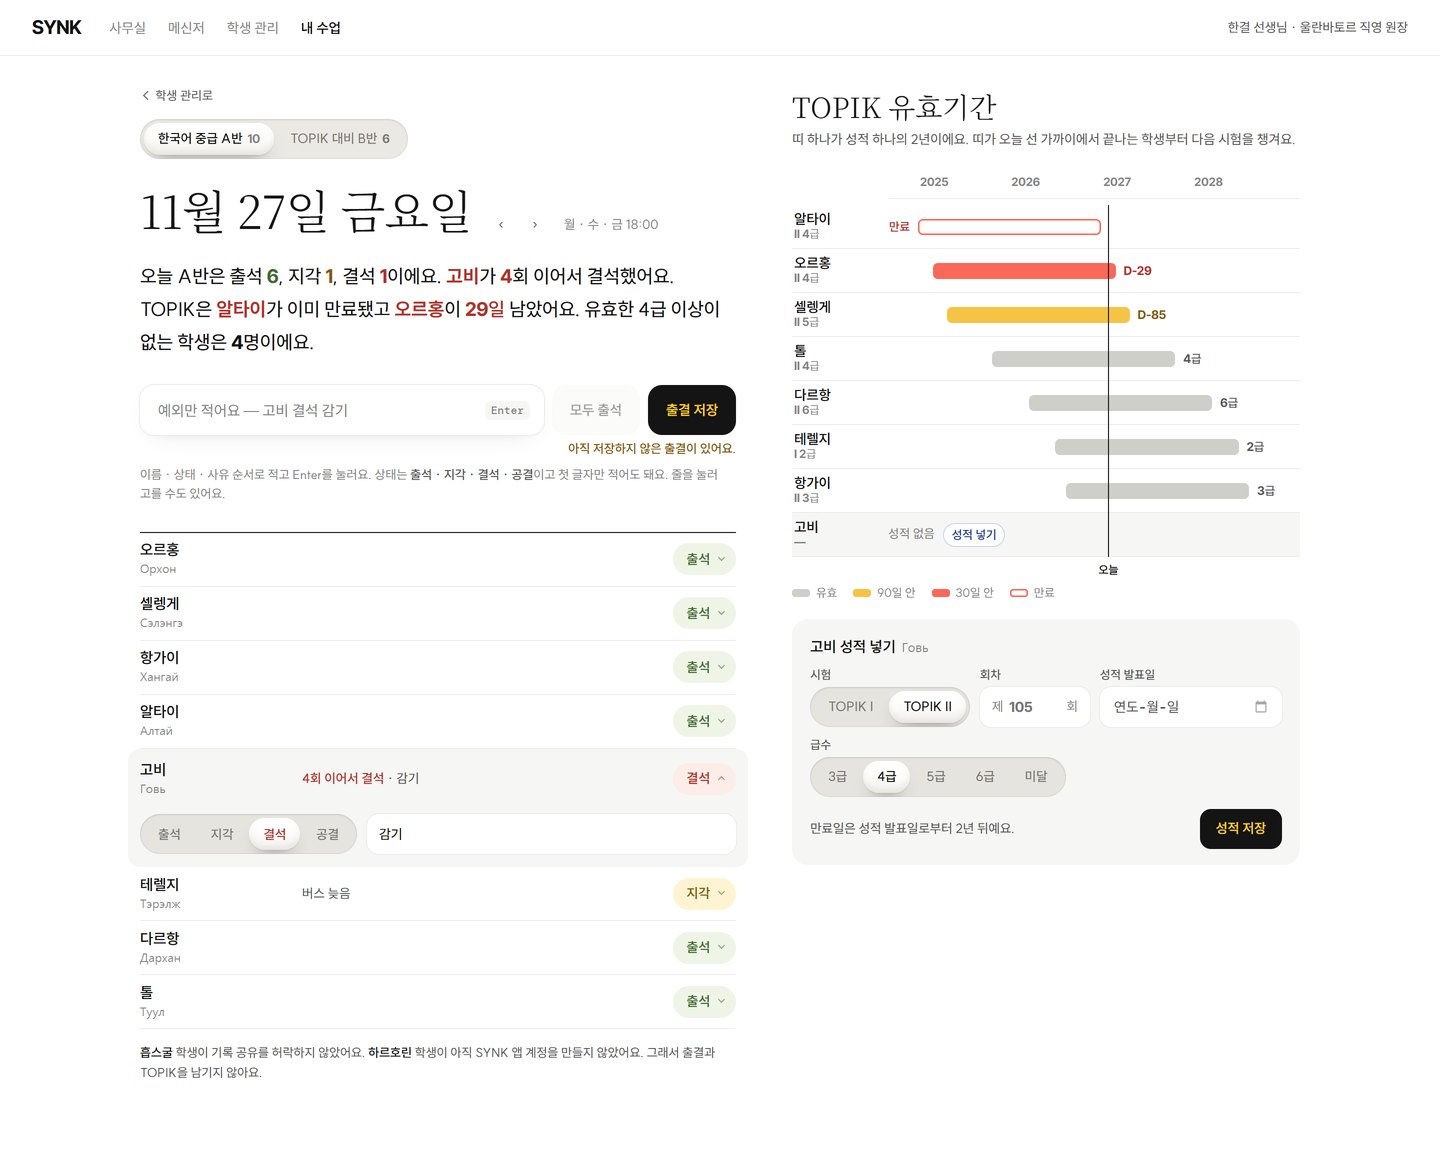 SYNK 사무실 메신저 학생 관리 내 수업 한결 선생님 · 울란바토르 직영 원장
학생 관리로
한국어 중급 A반 10 TOPIK 대비 B반 6
11월 27일 금요일 월 · 수 · 금 18:00
오늘 A반은 출석 6, 지각 1, 결석 1이에요. 고비가 4회 이어서 결석했어요.
TOPIK은 알타이가 이미 만료됐고 오르홍이 29일 남았어요. 유효한 4급 이상이
없는 학생은 4명이에요.
예외만 적어요 — 고비 결석 감기 Enter 모두 출석 출결 저장
아직 저장하지 않은 출결이 있어요.
이름 · 상태 · 사유 순서로 적고 Enter를 눌러요. 상태는 출석 · 지각 · 결석 · 공결이고 첫 글자만 적어도 돼요. 줄을 눌러
고를 수도 있어요.
오르홍 출석
Орхон
셀렝게 출석
Сэлэнгэ
항가이 출석
Хангай
알타이 출석
Алтай
고비 4회 이어서 결석 · 감기 결석
Говь
출석 지각 결석 공결 감기
테렐지 버스 늦음 지각
Тэрэлж
다르항 출석
Дархан
톨 출석
Туул
흡스굴 학생이 기록 공유를 허락하지 않았어요. 하르호린 학생이 아직 SYNK 앱 계정을 만들지 않았어요. 그래서 출결과
TOPIK을 남기지 않아요.
TOPIK 유효기간
띠 하나가 성적 하나의 2년이에요. 띠가 오늘 선 가까이에서 끝나는 학생부터 다음 시험을 챙겨요.
2025 2026 2027 2028
알타이 만료
II 4급
오르홍 D-29
II 4급
셀렝게 D-85
II 5급
톨 4급
II 4급
다르항 6급
II 6급
테렐지 2급
I 2급
항가이 3급
II 3급
고비 성적 없음 성적 넣기
—
오늘
유효 90일 안 30일 안 만료
고비 성적 넣기 Говь
시험 회차 성적 발표일
TOPIK I TOPIK II 제 105 회 연도-월-일
급수
3급 4급 5급 6급 미달
만료일은 성적 발표일로부터 2년 뒤예요. 성적 저장